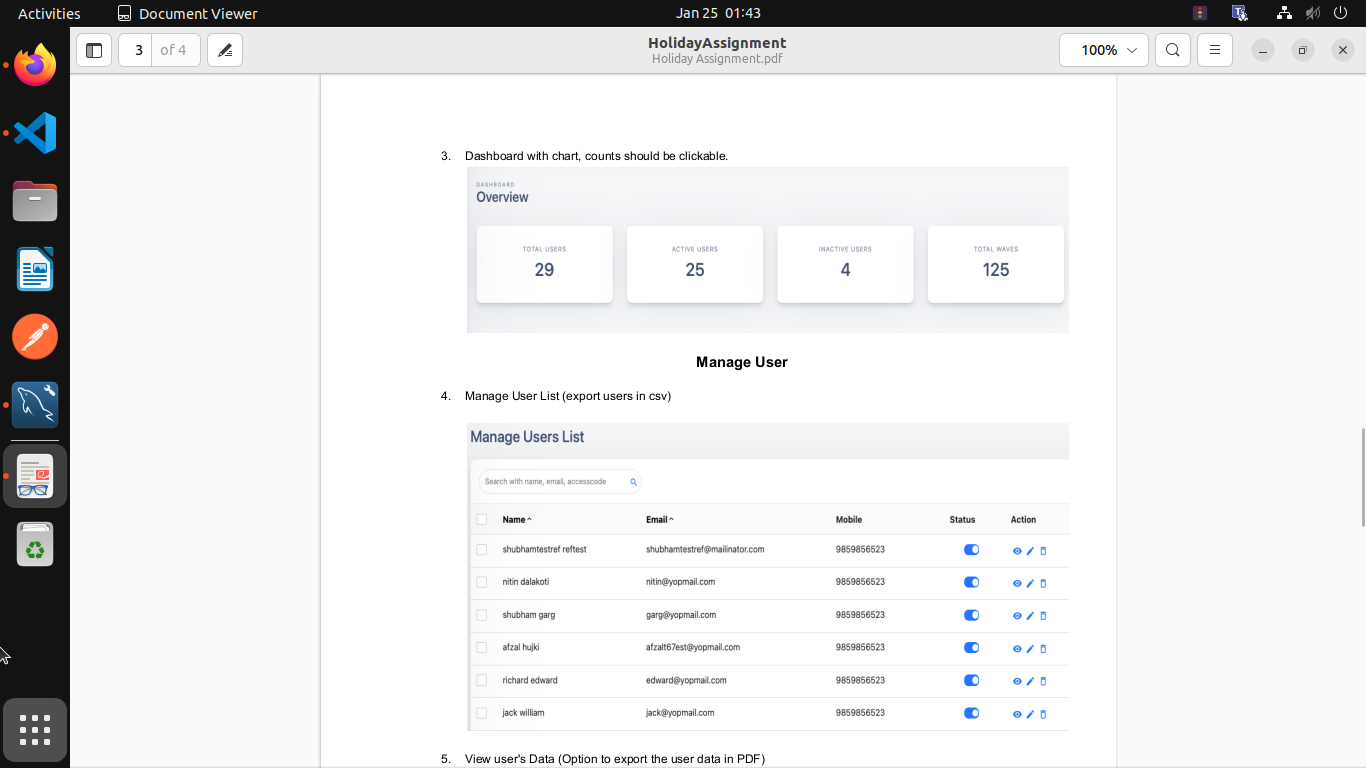 Activities Document Viewer Jan 25 01:43
3 of 4 HolidayAssignment 100%
Holiday Assignment.pdf
3. Dashboard with chart, counts should be clickable.
DASHBOARD
Overview
TOTAL USERS ACTIVE USERS INACTIVE USERS TOTAL WAVES
29 25 4 125
Manage User
4. Manage User List (export users in csv)
Manage Users List
Search with name, email, accesscode
Name Email Mobile Status Action
shubhamtestref reftest shubhamtestref@mailinator.com 9859856523
nitin dalakoti nitin@yopmail.com 9859856523
shubham garg garg@yopmail.com 9859856523
afzal hujki afzalt67est@yopmail.com 9859856523
richard edward edward@yopmail.com 9859856523
jack william jack@yopmail.com 9859856523
5. View user's Data (Option to export the user data in PDF)